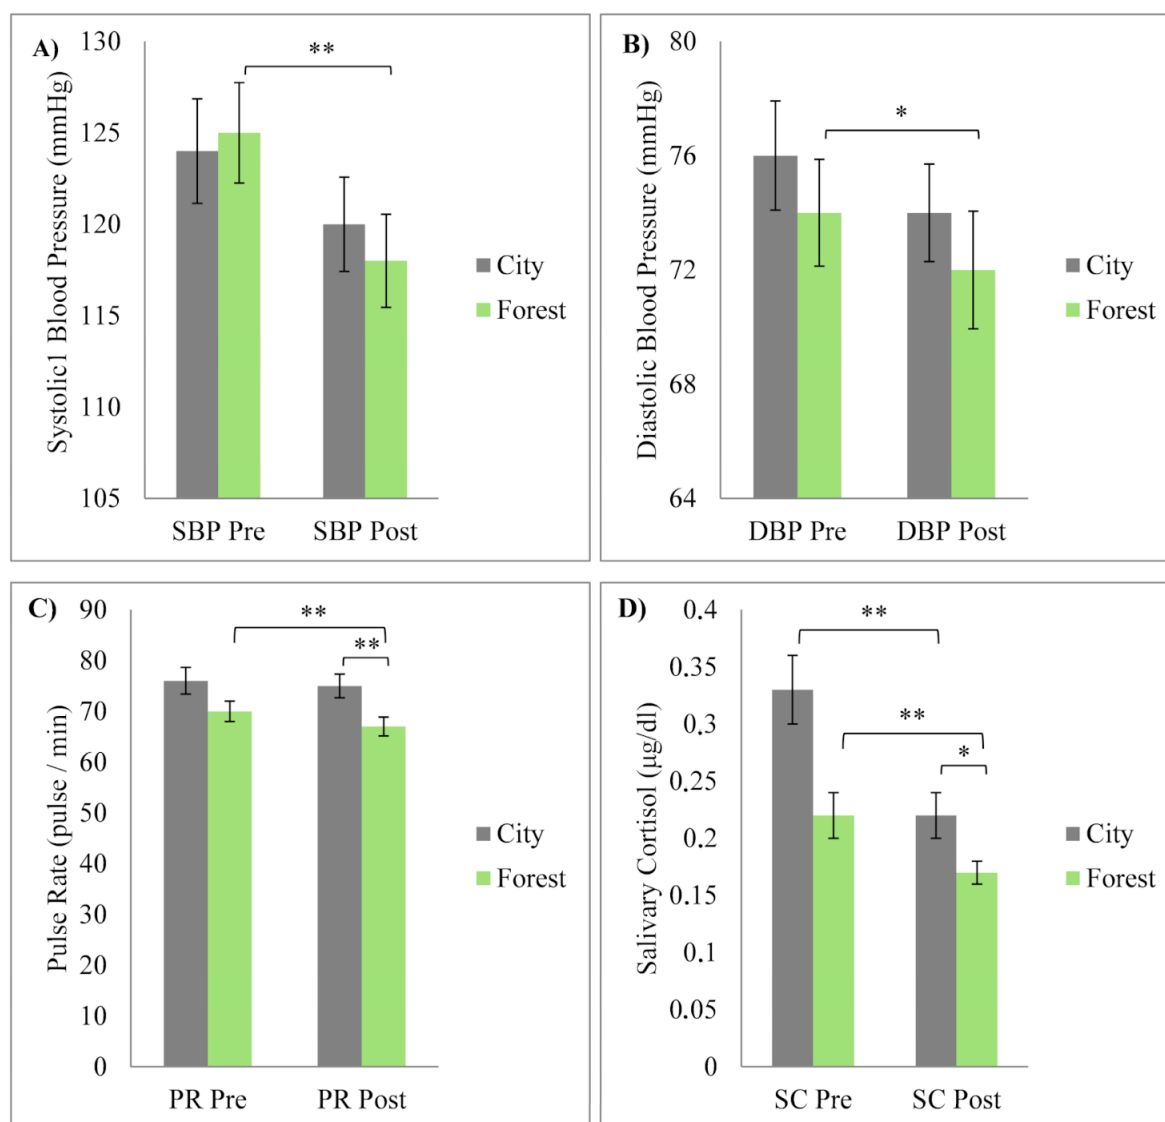 A)
Systolic1 Blood Pressure (mmHg)
130
125
120
115
110
105
**
SBP Pre
SBP Post
City
Forest
B)
Diastolic Blood Pressure (mmHg)
80
76
72
68
64
*
DBP Pre
DBP Post
City
Forest
C)
Pulse Rate (pulse / min)
90
80
70
60
50
40
30
20
10
0
**
**
PR Pre
PR Post
City
Forest
D)
Salivary Cortisol (µg/dl)
0.4
0.35
0.3
0.25
0.2
0.15
0.1
0.05
0
**
**
*
SC Pre
SC Post
City
Forest